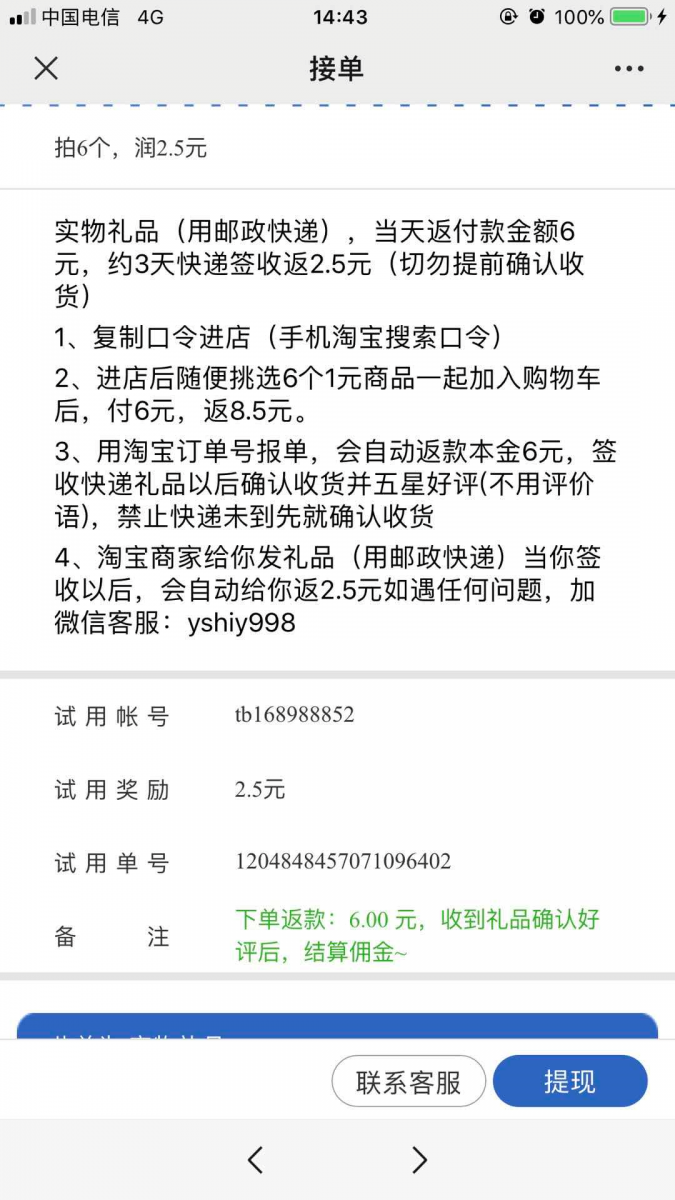 中国电信 4G 14:43 100%
接单
拍6个，润2.5元
实物礼品（用邮政快递），当天返付款金额6
元，约3天快递签收返2.5元（切勿提前确认收
货）
1、复制口令进店（手机淘宝搜索口令）
2、进店后随便挑选6个1元商品一起加入购物车
后，付6元，返8.5元。
3、用淘宝订单号报单，会自动返款本金6元，签
收快递礼品以后确认收货并五星好评(不用评价
语)，禁止快递未到先就确认收货
4、淘宝商家给你发礼品（用邮政快递）当你签
收以后，会自动给你返2.5元如遇任何问题，加
微信客服：yshiy998
试用帐号 tb168988852
试用奖励 2.5元
试用单号 1204848457071096402
备注 下单返款：6.00 元，收到礼品确认好
评后，结算佣金~
联系客服 提现